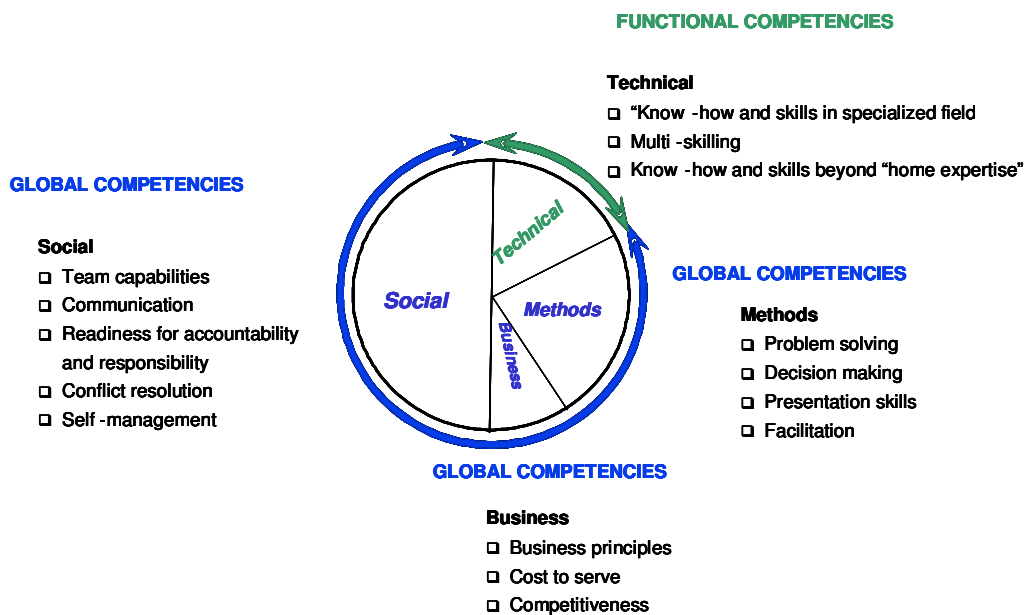 FUNCTIONAL COMPETENCIES
Technical
“Know -how and skills in specialized field
Multi -skilling
Know -how and skills beyond “home expertise”
GLOBAL COMPETENCIES
Social
Team capabilities
Communication
Readiness for accountability
and responsibility
Conflict resolution
Self -management
Technical
Social
Methods
Business
GLOBAL COMPETENCIES
Methods
Problem solving
Decision making
Presentation skills
Facilitation
GLOBAL COMPETENCIES
Business
Business principles
Cost to serve
Competitiveness